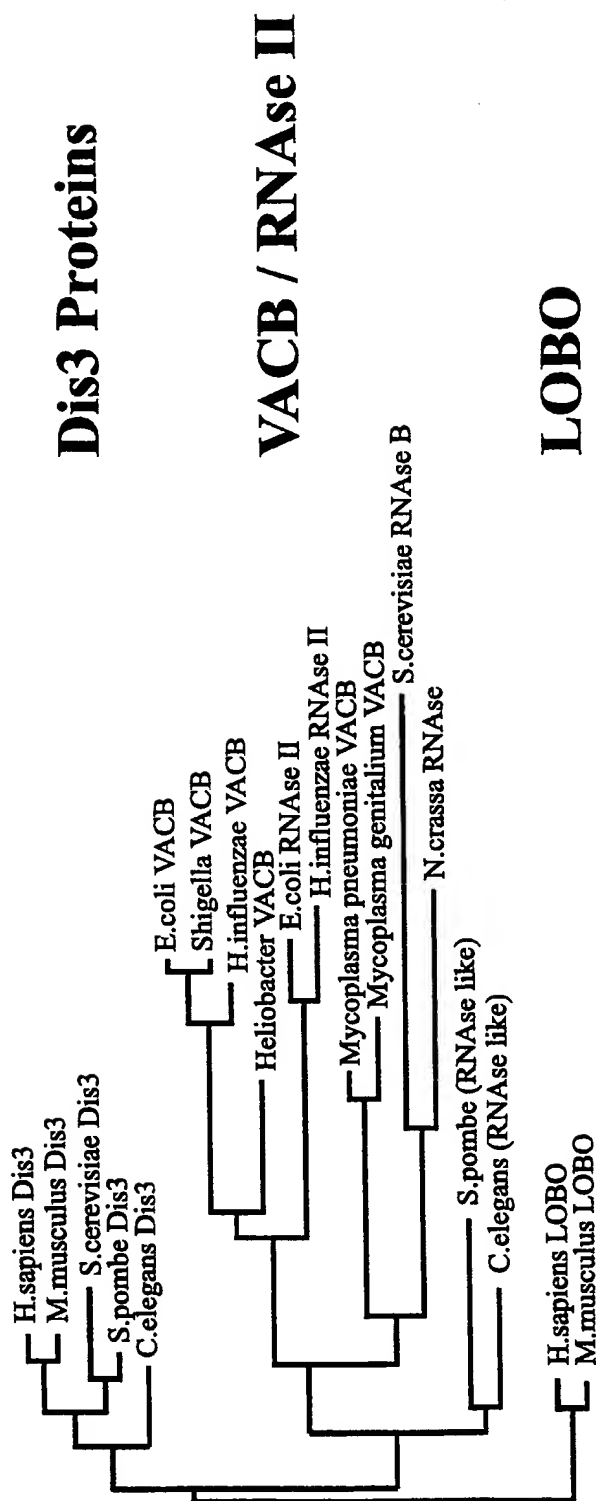 Dis3 Proteins
H.sapiens Dis3
M.musculus Dis3
S.cerevisiae Dis3
S.pombe Dis3
C.elegans Dis3
VACB / RNAse II
E.coli VACB
Shigella VACB
H.influenzae VACB
Heliobacter VACB
E.coli RNAse II
H.influenzae RNAse II
Mycoplasma pneumoniae VACB
Mycoplasma genitalium VACB
S.cerevisiae RNAse B
N.crassa RNAse
S.pombe (RNAse like)
C.elegans (RNAse like)
LOBO
H.sapiens LOBO
M.musculus LOBO